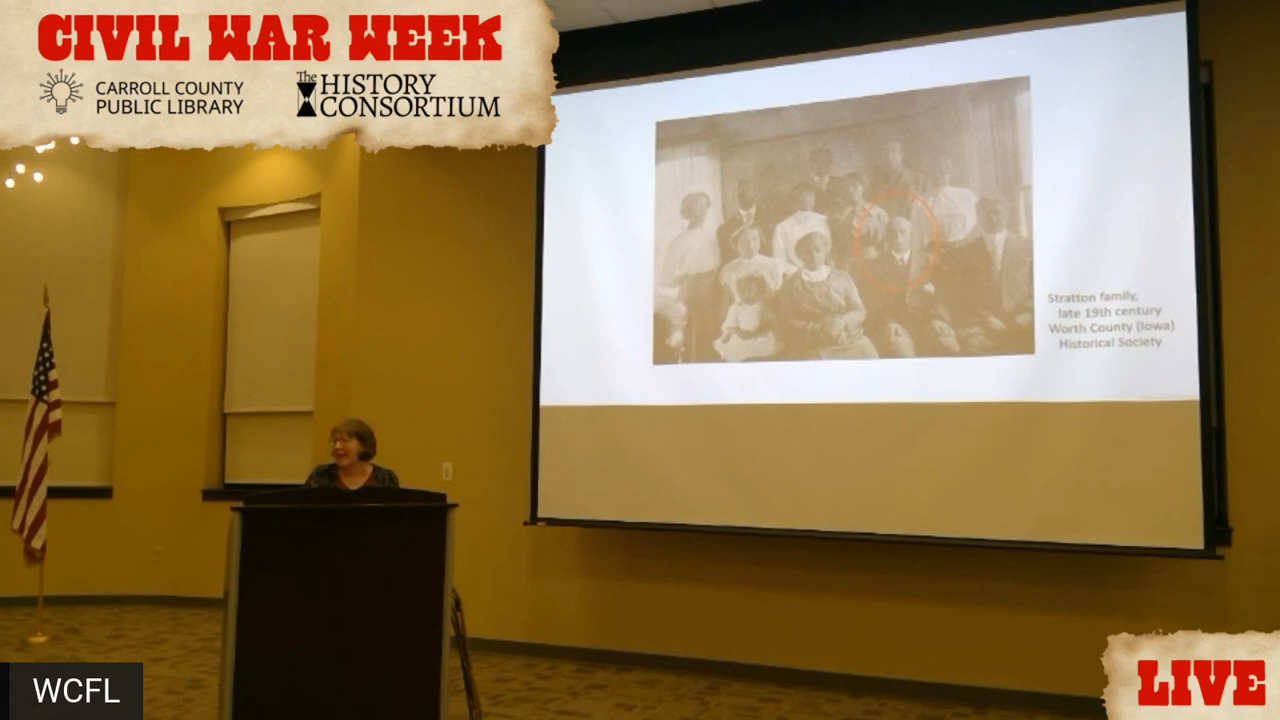 CIVIL WAR WEEK
CARROLL COUNTY
PUBLIC LIBRARY
The HISTORY
CONSORTIUM
Stratton family,
late 19th century
Worth County (Iowa)
Historical Society
WCFL
LIVE